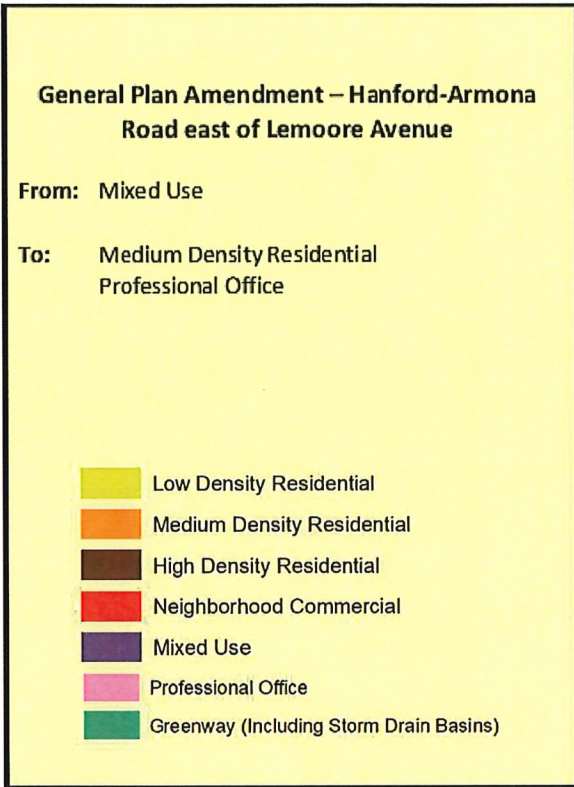 General Plan Amendment – Hanford-Armona
Road east of Lemoore Avenue
From: Mixed Use
To: Medium Density Residential
Professional Office
Low Density Residential
Medium Density Residential
High Density Residential
Neighborhood Commercial
Mixed Use
Professional Office
Greenway (Including Storm Drain Basins)